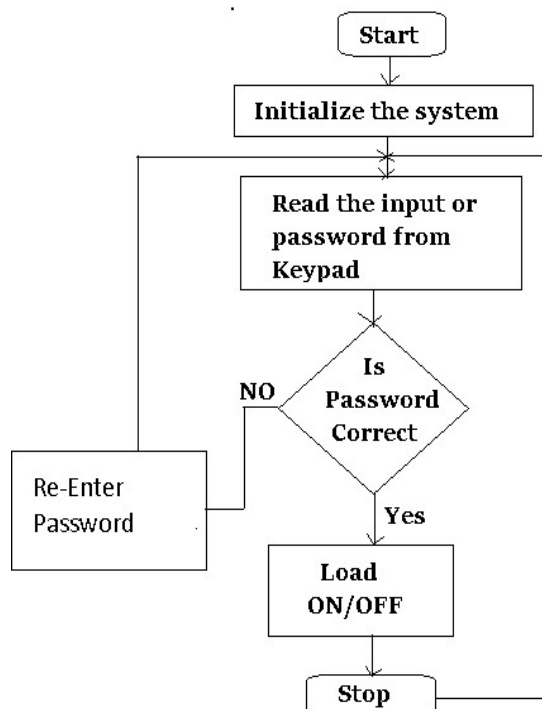 Start
Initialize the system
Read the input or
password from
Keypad
Is
Password
Correct
NO
Re-Enter
Password
Yes
Load
ON/OFF
Stop